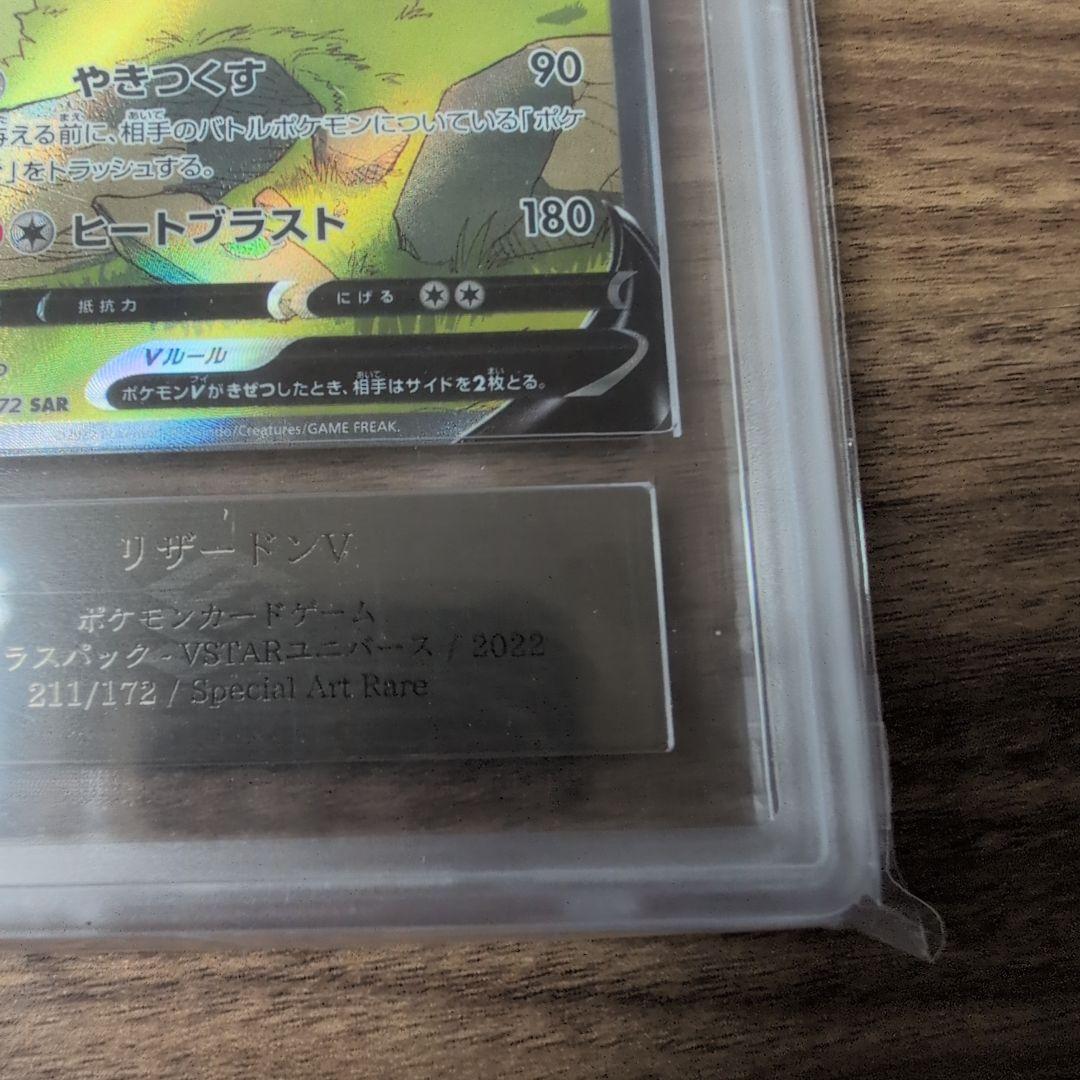 やきつくす 90
える前に、相手のバトルポケモンについている「ポケ
」をトラッシュする。
ヒートブラスト 180
抵抗力 にげる
Vルール
ポケモンVがきぜつしたとき、相手はサイドを2枚とる。
72 SAR
/Creatures/GAME FREAK.
リザードンV
ポケモンカードゲーム
ラスパック - VSTARユニバース / 2022
211/172 / Special Art Rare